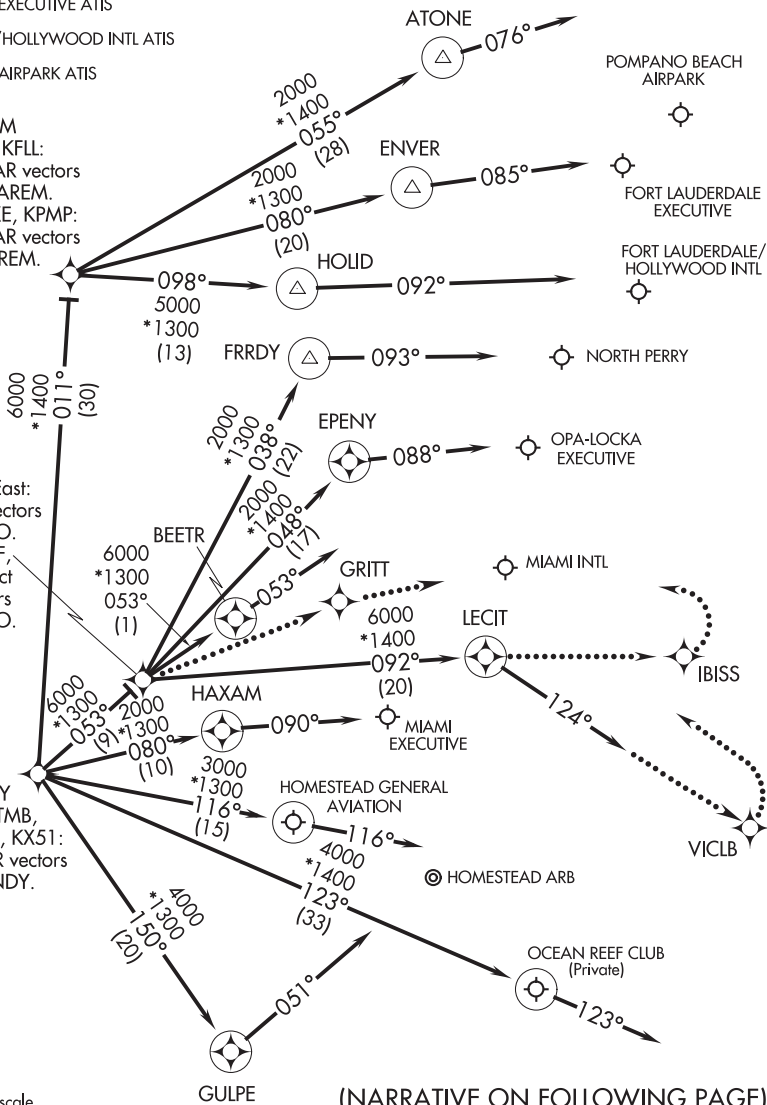 EXECUTIVE ATIS
/HOLLYWOOD INTL ATIS
AIRPARK ATIS
ATONE
076°
2000
*1400
055°
(28)
POMPANO BEACH
AIRPARK
KFLL:
AR vectors
AREM.
KPMP:
AR vectors
REM.
ENVER
2000
*1300
080°
(20)
085°
FORT LAUDERDALE
EXECUTIVE
HOLID
098°
5000
*1300
(13)
092°
FORT LAUDERDALE/
HOLLYWOOD INTL
FRRDY
093°
NORTH PERRY
6000
*1400
011°
(30)
2000
*1300
038°
(22)
EPENY
088°
OPA-LOCKA
EXECUTIVE
2000
*1400
048°
(17)
East:
vectors
O.
F,
ct
rs
O.
BEETR
6000
*1300
053°
(1)
053°
GRITT
MIAMI INTL
6000
*1400
092°
(20)
LECIT
IBISS
124°
VICLB
6000
*1300
053°
(9)
HAXAM
2000
*1300
080°
(10)
090°
MIAMI
EXECUTIVE
Y
TMB,
, KX51:
R vectors
NDY.
3000
*1300
116°
(15)
HOMESTEAD GENERAL
AVIATION
116°
HOMESTEAD ARB
4000
*1400
123°
(33)
4000
*1300
150°
(20)
OCEAN REEF CLUB
(Private)
123°
051°
GULPE
scale
(NARRATIVE ON FOLLOWING PAGE)